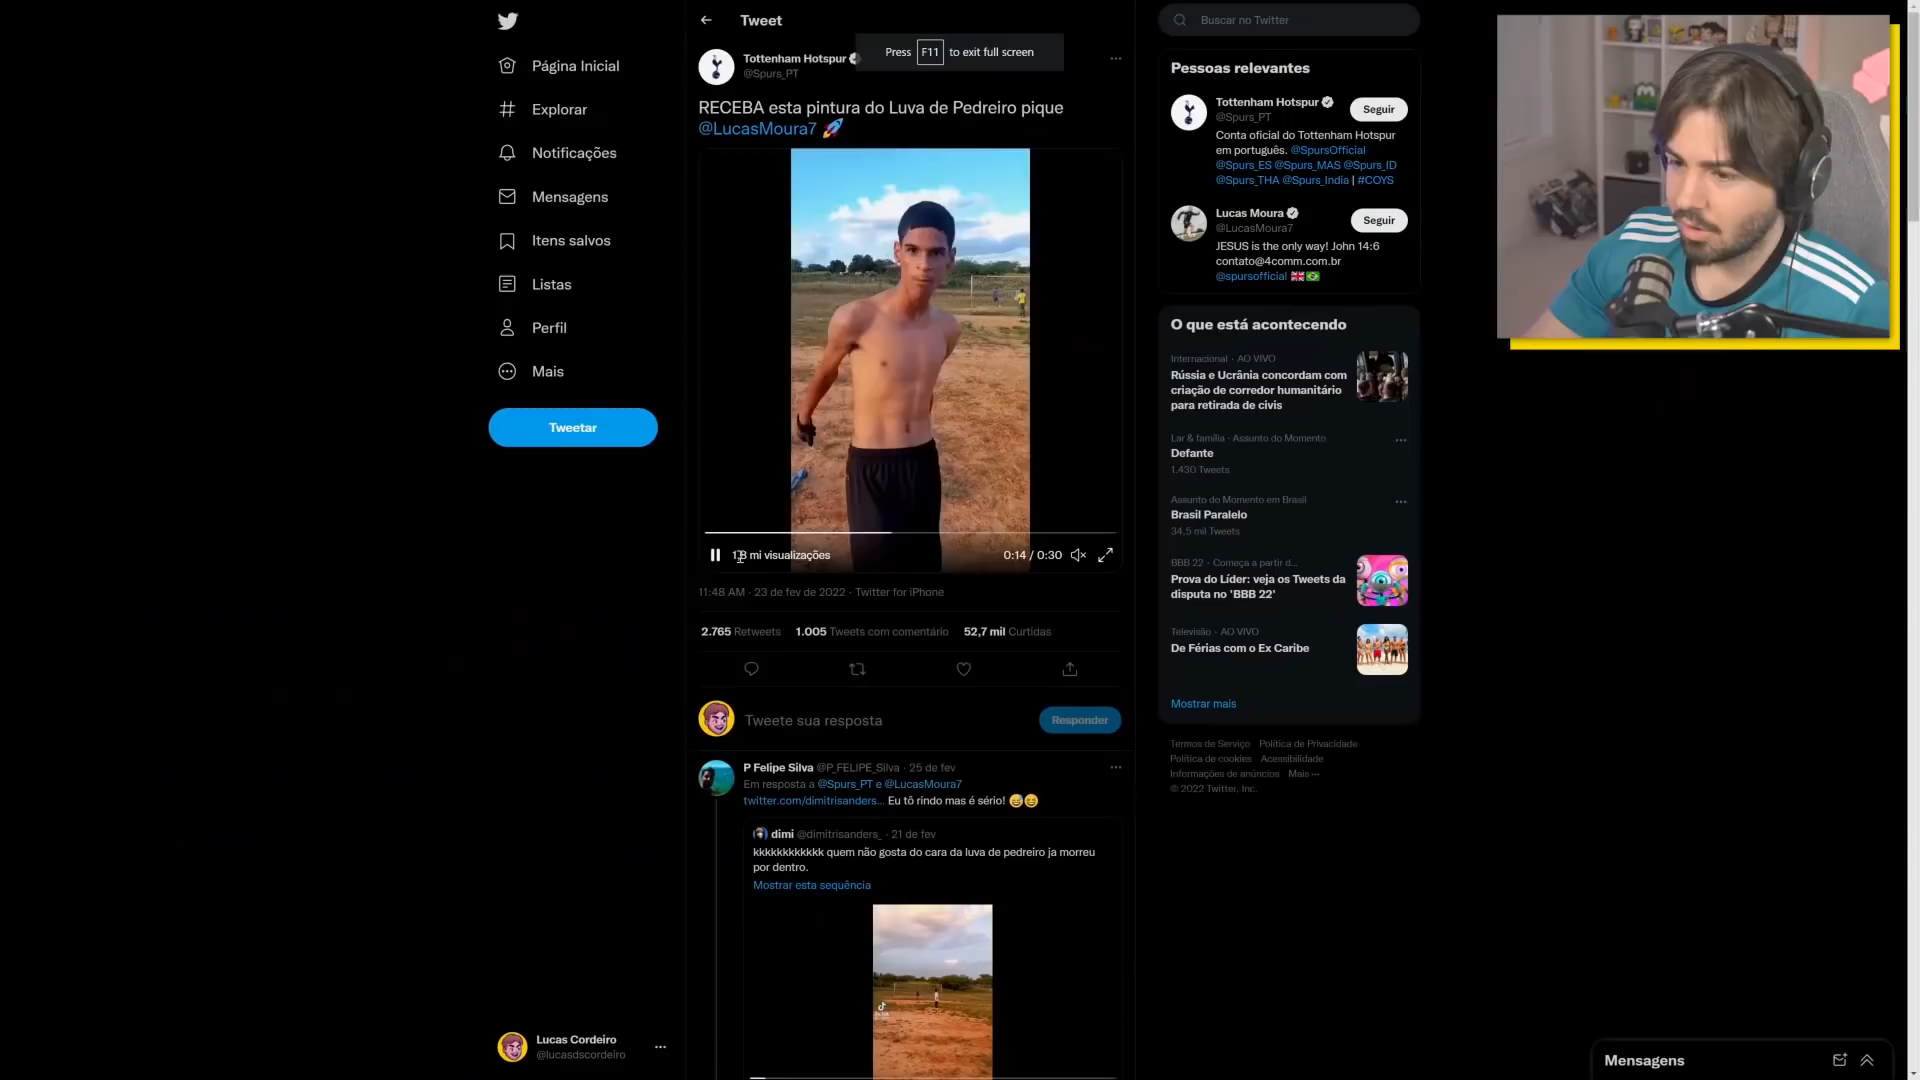 Tweet
Press F11 to exit full screen
Buscar no Twitter
Página Inicial
Explorar
Notificações
Mensagens
Itens salvos
Listas
Perfil
Mais
Tweetar
Lucas Cordeiro
@lucasdscordeiro
Tottenham Hotspur
@Spurs_PT
RECEBA esta pintura do Luva de Pedreiro pique
@LucasMoura7 🚀
mi visualizações
0:14 / 0:30
11:48 AM · 23 de fev de 2022 · Twitter for iPhone
2.765 Retweets 1.005 Tweets com comentário 52,7 mil Curtidas
Tweete sua resposta
Responder
P Felipe Silva @P_FELIPE_Silva · 25 de fev
Em resposta a @Spurs_PT e @LucasMoura7
twitter.com/dimitrisanders... Eu tô rindo mas é sério! 😅😄
dimi @dimitrisanders_ · 21 de fev
kkkkkkkkkkkk quem não gosta do cara da luva de pedreiro ja morreu
por dentro.
Mostrar esta sequência
Pessoas relevantes
Tottenham Hotspur
@Spurs_PT
Seguir
Conta oficial do Tottenham Hotspur
em português. @SpursOfficial
@Spurs_ES @Spurs_MAS @Spurs_ID
@Spurs_THA @Spurs_India | #COYS
Lucas Moura
@LucasMoura7
Seguir
JESUS is the only way! John 14:6
contato@4comm.com.br
@spursofficial 🇬🇧🇧🇷
O que está acontecendo
Internacional · AO VIVO
Rússia e Ucrânia concordam com
criação de corredor humanitário
para retirada de civis
Lar & família · Assunto do Momento
Defante
1.430 Tweets
Assunto do Momento em Brasil
Brasil Paralelo
34,5 mil Tweets
BBB 22 · Começa a partir d...
Prova do Líder: veja os Tweets da
disputa no 'BBB 22'
Televisão · AO VIVO
De Férias com o Ex Caribe
Mostrar mais
Termos de Serviço Política de Privacidade
Política de cookies Acessibilidade
Informações de anúncios Mais ···
© 2022 Twitter, Inc.
Mensagens